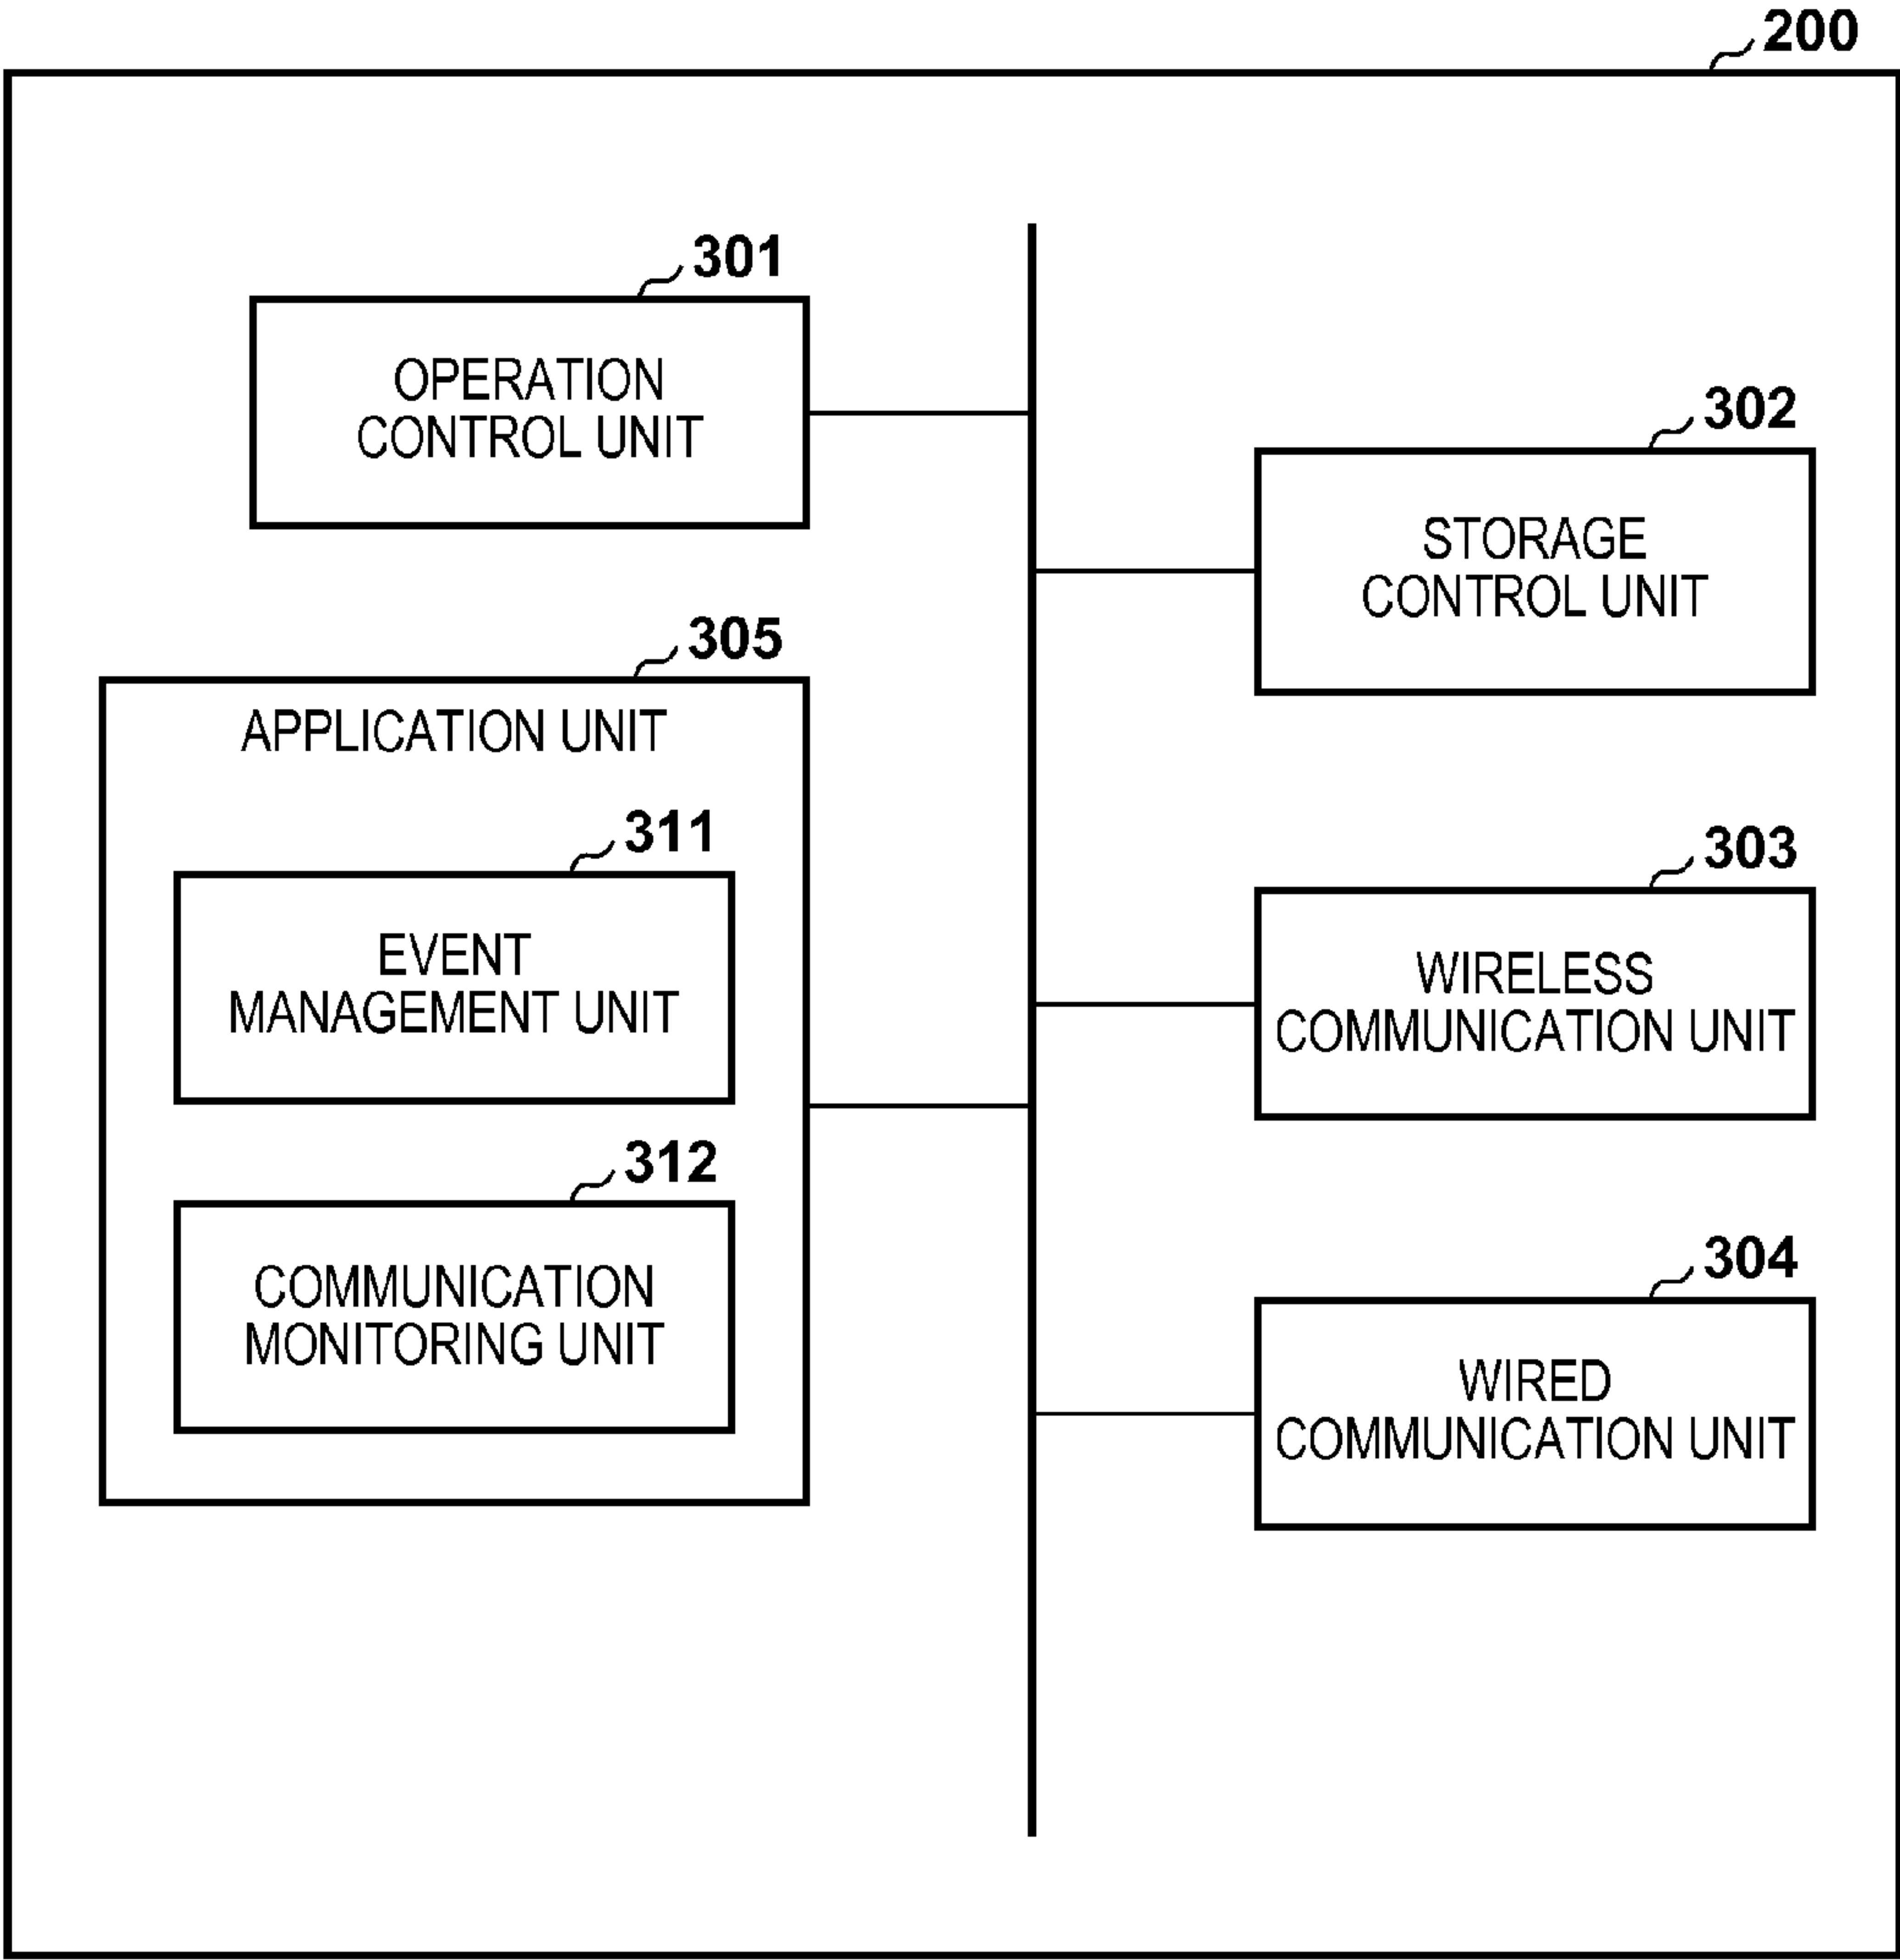 200
301
OPERATION
CONTROL UNIT
302
STORAGE
CONTROL UNIT
305
APPLICATION UNIT
311
EVENT
MANAGEMENT UNIT
303
WIRELESS
COMMUNICATION UNIT
312
COMMUNICATION
MONITORING UNIT
304
WIRED
COMMUNICATION UNIT